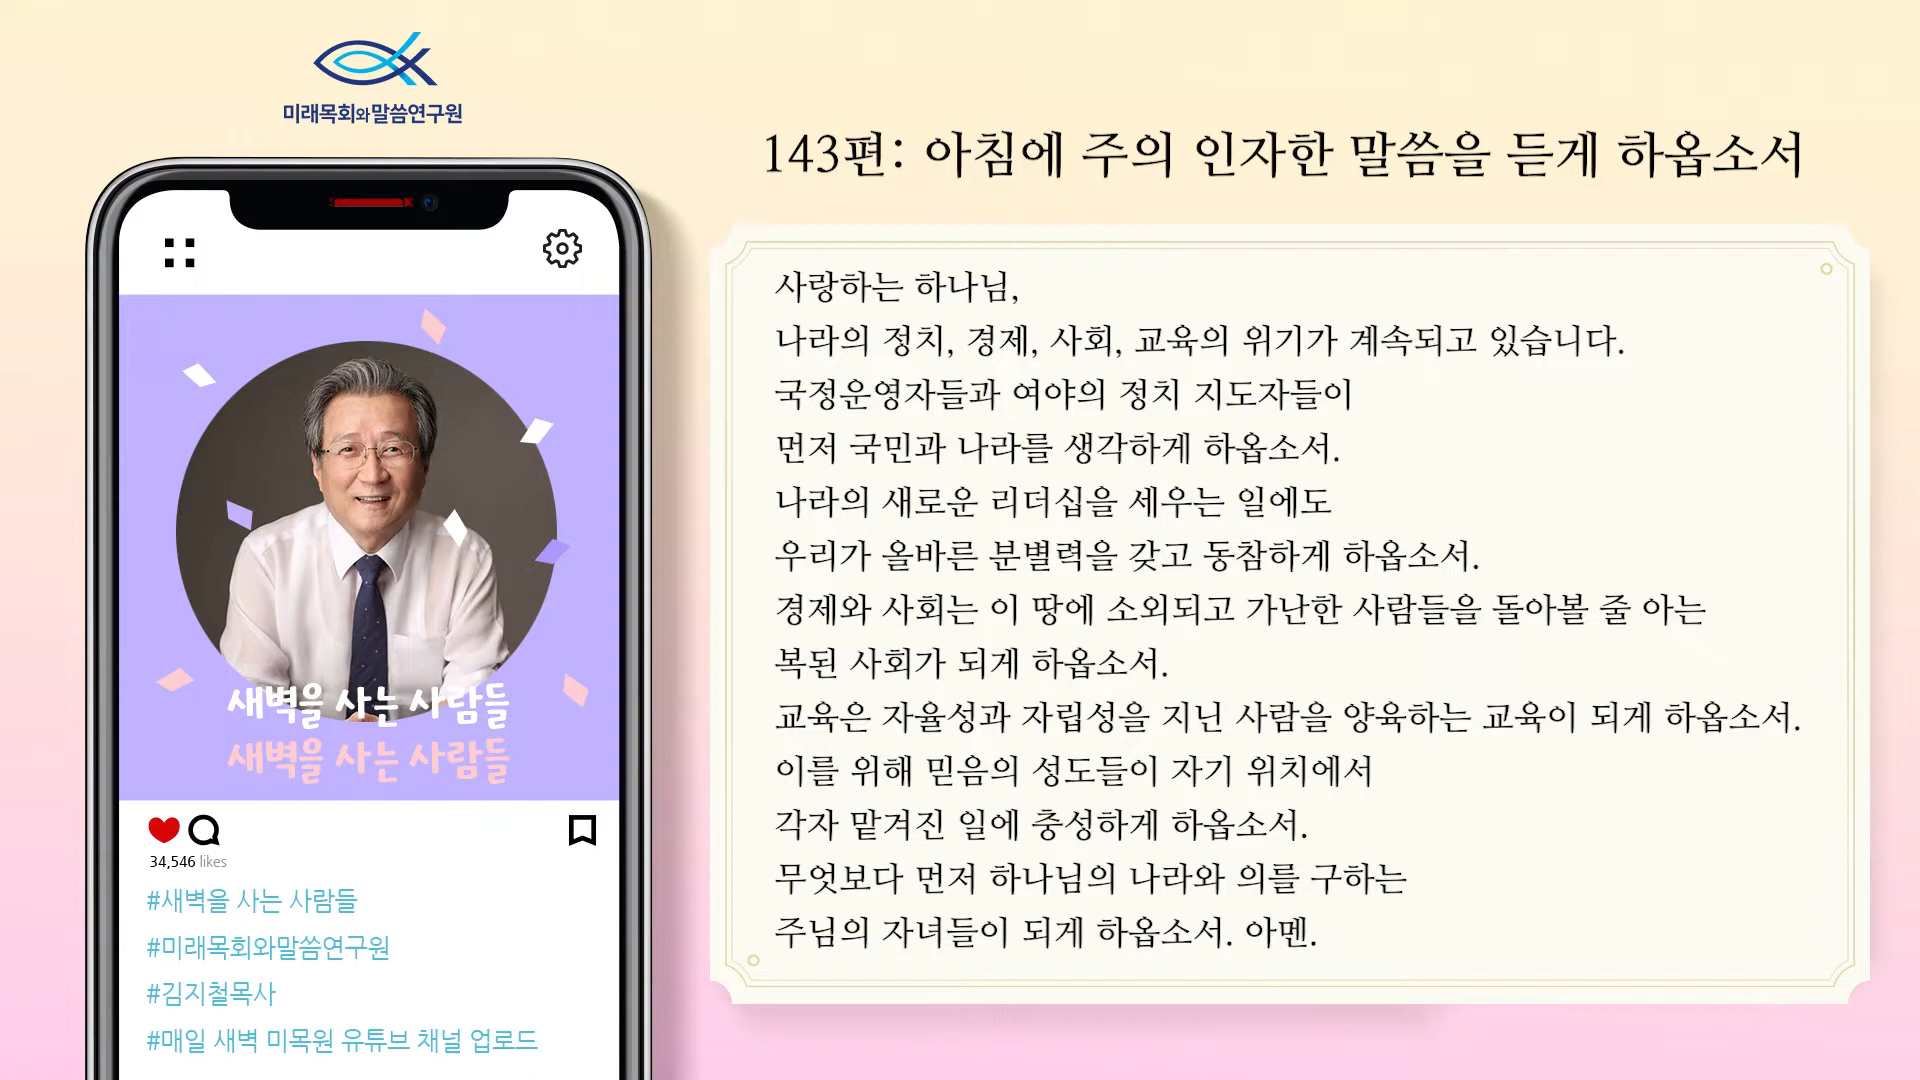 미래목회와말씀연구원
143편: 아침에 주의 인자한 말씀을 듣게 하옵소서
사랑하는 하나님,
나라의 정치, 경제, 사회, 교육의 위기가 계속되고 있습니다.
국정운영자들과 여야의 정치 지도자들이
먼저 국민과 나라를 생각하게 하옵소서.
나라의 새로운 리더십을 세우는 일에도
우리가 올바른 분별력을 갖고 동참하게 하옵소서.
경제와 사회는 이 땅에 소외되고 가난한 사람들을 돌아볼 줄 아는
복된 사회가 되게 하옵소서.
교육은 자율성과 자립성을 지닌 사람을 양육하는 교육이 되게 하옵소서.
이를 위해 믿음의 성도들이 자기 위치에서
각자 맡겨진 일에 충성하게 하옵소서.
무엇보다 먼저 하나님의 나라와 의를 구하는
주님의 자녀들이 되게 하옵소서. 아멘.
새벽을 사는 사람들
새벽을 사는 사람들
34,546 likes
#새벽을 사는 사람들
#미래목회와말씀연구원
#김지철목사
#매일 새벽 미목원 유튜브 채널 업로드